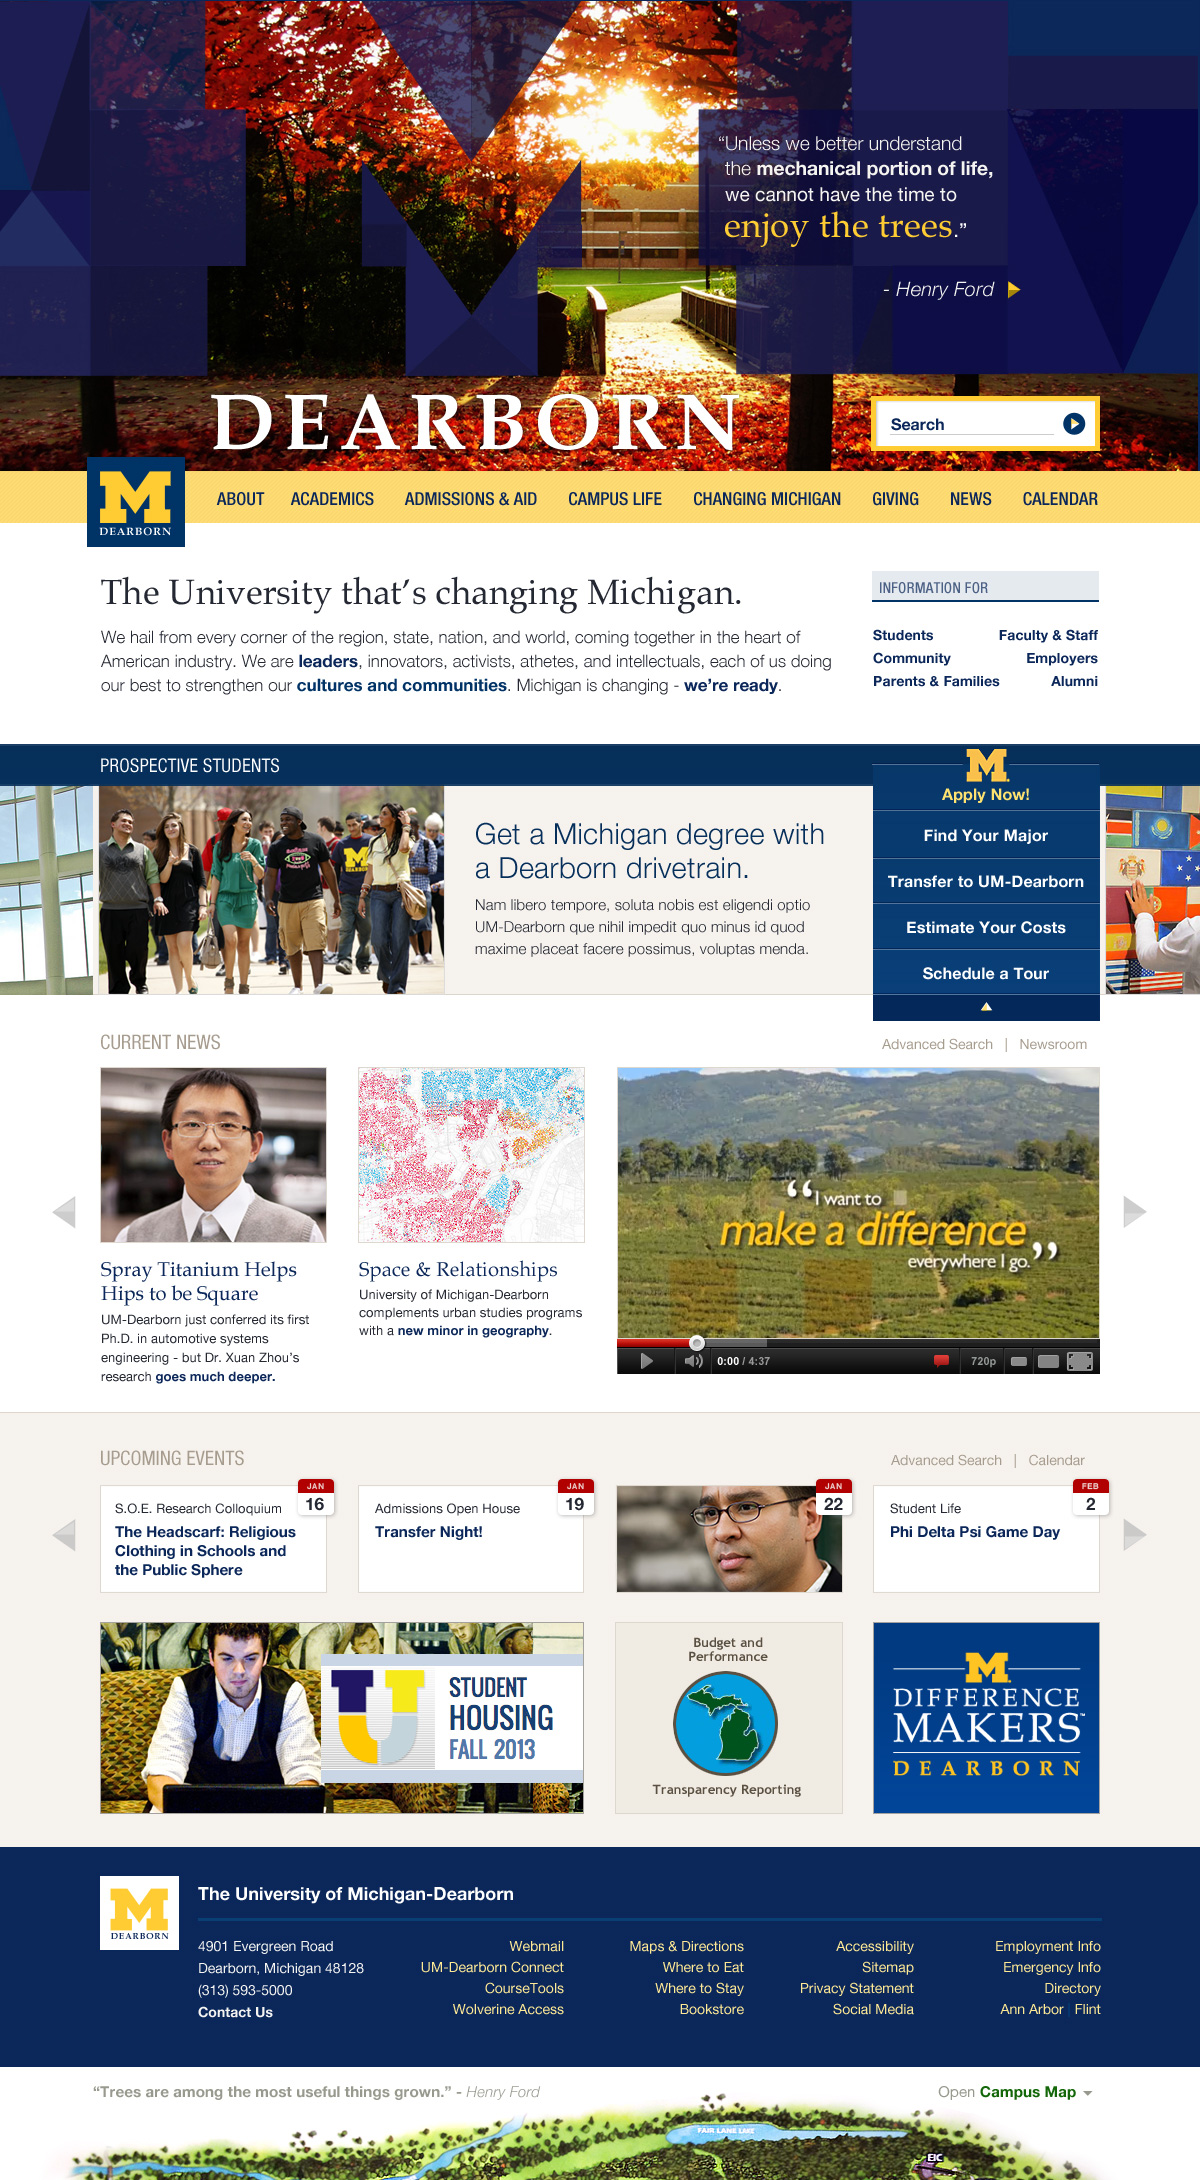 “Unless we better understand
the mechanical portion of life,
we cannot have the time to
enjoy the trees.”
- Henry Ford
DEARBORN
Search
M
DEARBORN
ABOUT ACADEMICS ADMISSIONS & AID CAMPUS LIFE CHANGING MICHIGAN GIVING NEWS CALENDAR
The University that’s changing Michigan.
We hail from every corner of the region, state, nation, and world, coming together in the heart of
American industry. We are leaders, innovators, activists, athetes, and intellectuals, each of us doing
our best to strengthen our cultures and communities. Michigan is changing - we’re ready.
INFORMATION FOR
Students Faculty & Staff
Community Employers
Parents & Families Alumni
PROSPECTIVE STUDENTS
M
DEARBORN
Get a Michigan degree with
a Dearborn drivetrain.
Nam libero tempore, soluta nobis est eligendi optio
UM-Dearborn que nihil impedit quo minus id quod
maxime placeat facere possimus, voluptas menda.
M
Apply Now!
Find Your Major
Transfer to UM-Dearborn
Estimate Your Costs
Schedule a Tour
CURRENT NEWS
Advanced Search | Newsroom
Spray Titanium Helps
Hips to be Square
UM-Dearborn just conferred its first
Ph.D. in automotive systems
engineering - but Dr. Xuan Zhou’s
research goes much deeper.
Space & Relationships
University of Michigan-Dearborn
complements urban studies programs
with a new minor in geography.
“I want to
make a difference
everywhere I go.”
0:00 / 4:37
720p
UPCOMING EVENTS
Advanced Search | Calendar
JAN
16
S.O.E. Research Colloquium
The Headscarf: Religious
Clothing in Schools and
the Public Sphere
JAN
19
Admissions Open House
Transfer Night!
JAN
22
FEB
2
Student Life
Phi Delta Psi Game Day
U
STUDENT
HOUSING
FALL 2013
Budget and
Performance
Transparency Reporting
M
DIFFERENCE
MAKERS™
DEARBORN
M
DEARBORN
The University of Michigan-Dearborn
4901 Evergreen Road
Dearborn, Michigan 48128
(313) 593-5000
Contact Us
Webmail
UM-Dearborn Connect
CourseTools
Wolverine Access
Maps & Directions
Where to Eat
Where to Stay
Bookstore
Accessibility
Sitemap
Privacy Statement
Social Media
Employment Info
Emergency Info
Directory
Ann Arbor | Flint
“Trees are among the most useful things grown.” - Henry Ford
Open Campus Map
FAIR LANE LAKE
EIC